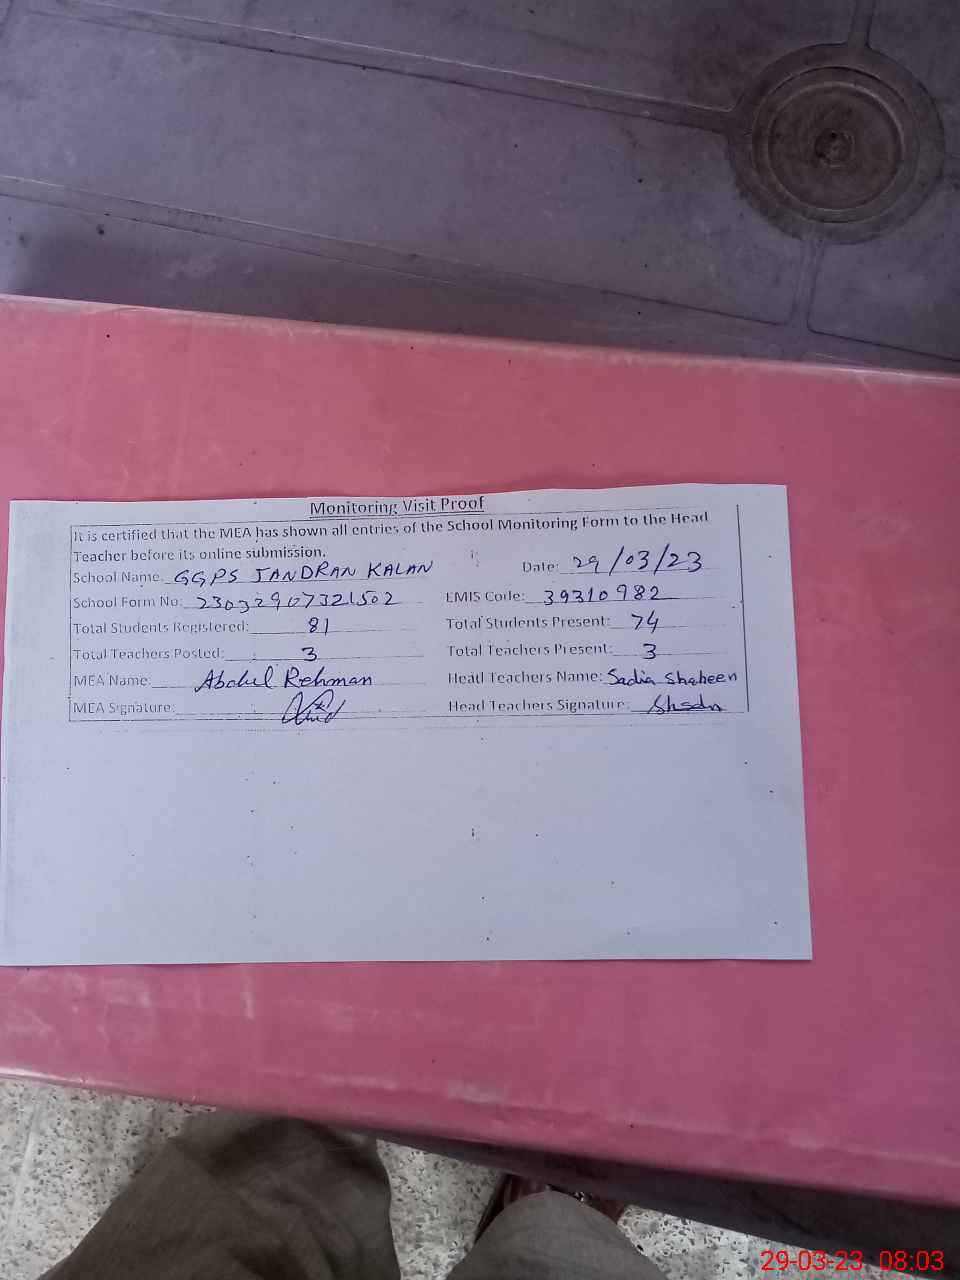 Monitoring Visit Proof
It is certified that the MEA has shown all entries of the School Monitoring Form to the Head
Teacher before its online submission.
School Name: GGPS JANDRAN KALAN Date: 29/03/23
School Form No: 23032907321502 EMIS Code: 39310982
Total Students Registered: 81 Total Students Present: 74
Total Teachers Posted: 3 Total Teachers Present: 3
MEA Name: Abdul Rehman Head Teachers Name: Sadia Shaheen
MEA Signature: Head Teachers Signature:
29-03-23 08:03